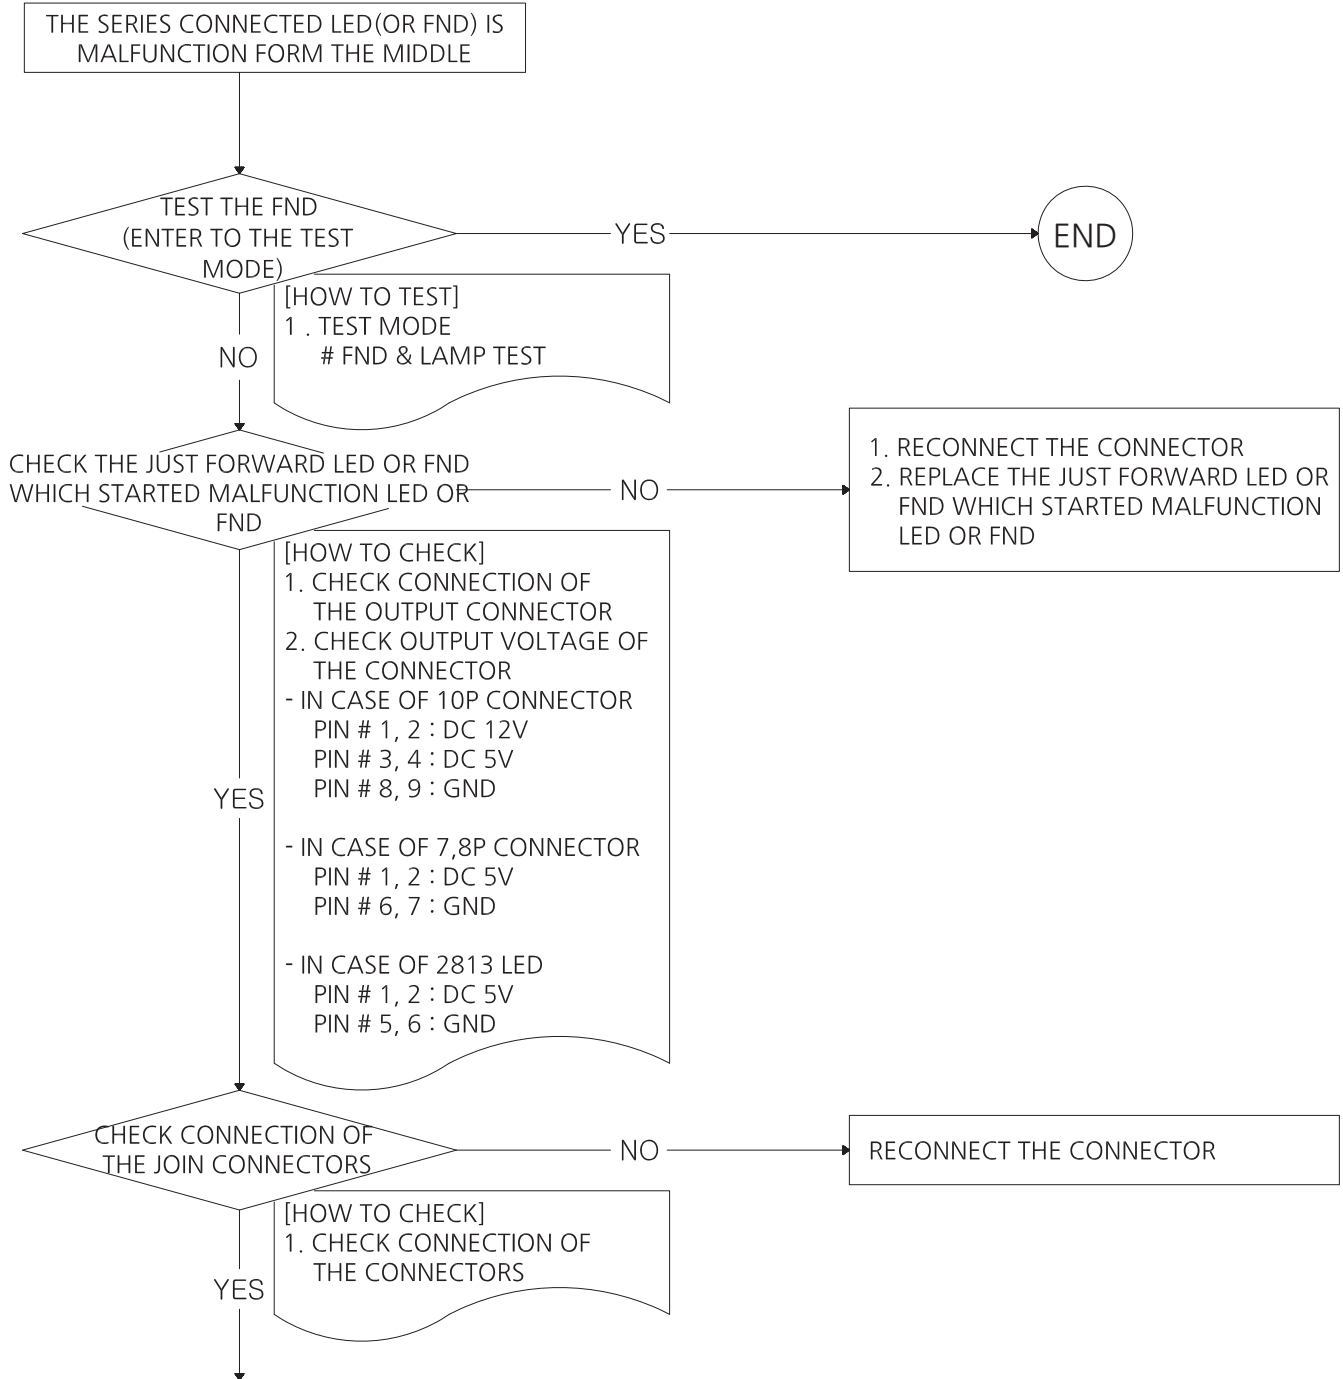 THE SERIES CONNECTED LED(OR FND) IS
MALFUNCTION FORM THE MIDDLE
TEST THE FND
(ENTER TO THE TEST
MODE)
YES
END
[HOW TO TEST]
1 . TEST MODE
# FND & LAMP TEST
NO
CHECK THE JUST FORWARD LED OR FND
WHICH STARTED MALFUNCTION LED OR
FND
NO
1. RECONNECT THE CONNECTOR
2. REPLACE THE JUST FORWARD LED OR
FND WHICH STARTED MALFUNCTION
LED OR FND
[HOW TO CHECK]
1. CHECK CONNECTION OF
THE OUTPUT CONNECTOR
2. CHECK OUTPUT VOLTAGE OF
THE CONNECTOR
- IN CASE OF 10P CONNECTOR
PIN # 1, 2 : DC 12V
PIN # 3, 4 : DC 5V
PIN # 8, 9 : GND
- IN CASE OF 7,8P CONNECTOR
PIN # 1, 2 : DC 5V
PIN # 6, 7 : GND
- IN CASE OF 2813 LED
PIN # 1, 2 : DC 5V
PIN # 5, 6 : GND
YES
CHECK CONNECTION OF
THE JOIN CONNECTORS
NO
RECONNECT THE CONNECTOR
[HOW TO CHECK]
1. CHECK CONNECTION OF
THE CONNECTORS
YES